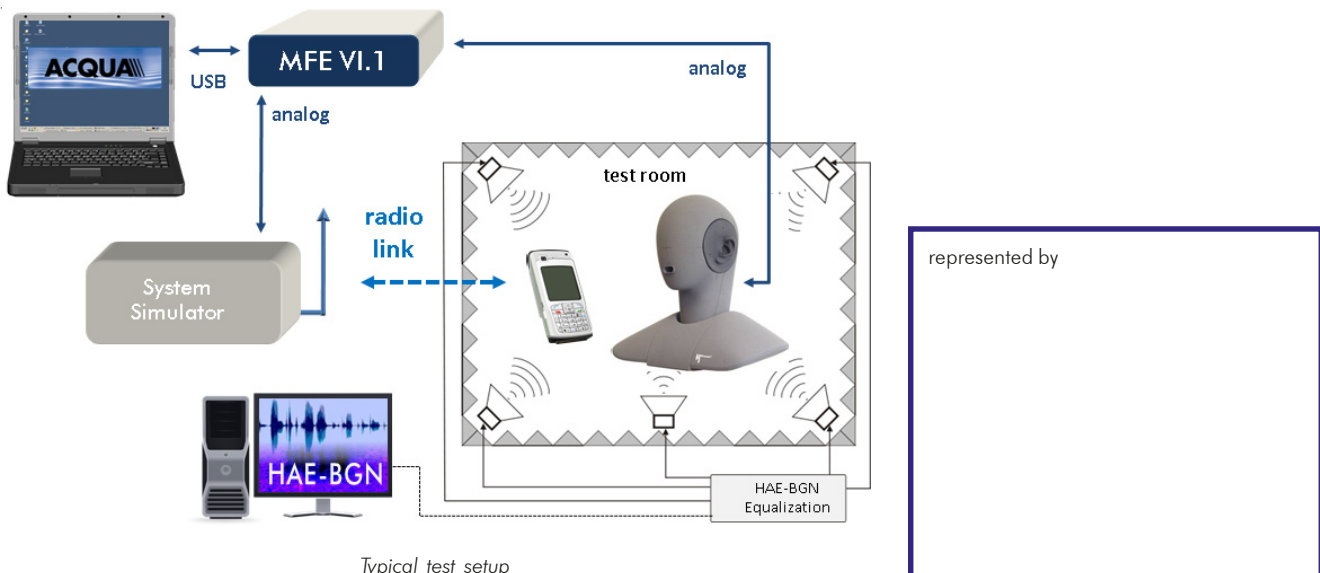 ACQUA
USB
MFE VI.1
analog
analog
test room
radio
link
System
Simulator
represented by
HAE-BGN
HAE-BGN
Equalization
Typical test setup